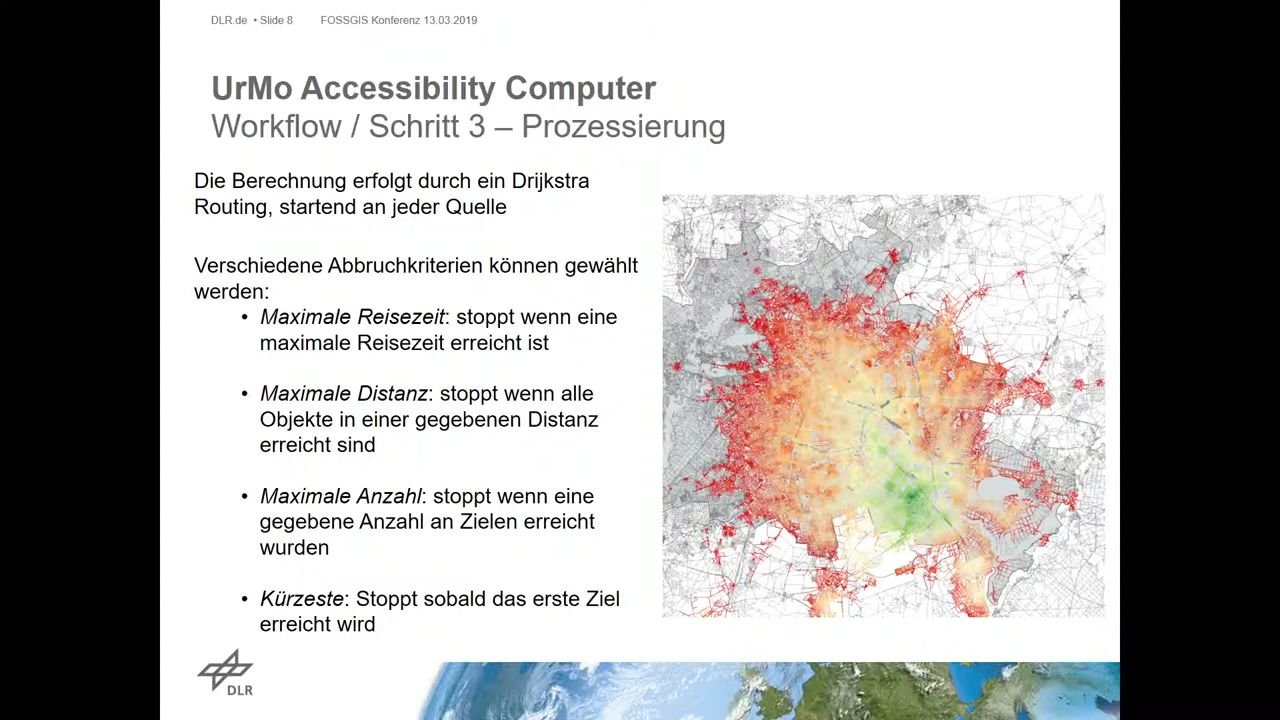 DLR.de • Slide 8 FOSSGIS Konferenz 13.03.2019
UrMo Accessibility Computer
Workflow / Schritt 3 – Prozessierung
Die Berechnung erfolgt durch ein Drijkstra
Routing, startend an jeder Quelle
Verschiedene Abbruchkriterien können gewählt
werden:
• Maximale Reisezeit: stoppt wenn eine
maximale Reisezeit erreicht ist
• Maximale Distanz: stoppt wenn alle
Objekte in einer gegebenen Distanz
erreicht sind
• Maximale Anzahl: stoppt wenn eine
gegebene Anzahl an Zielen erreicht
wurden
• Kürzeste: Stoppt sobald das erste Ziel
erreicht wird
DLR